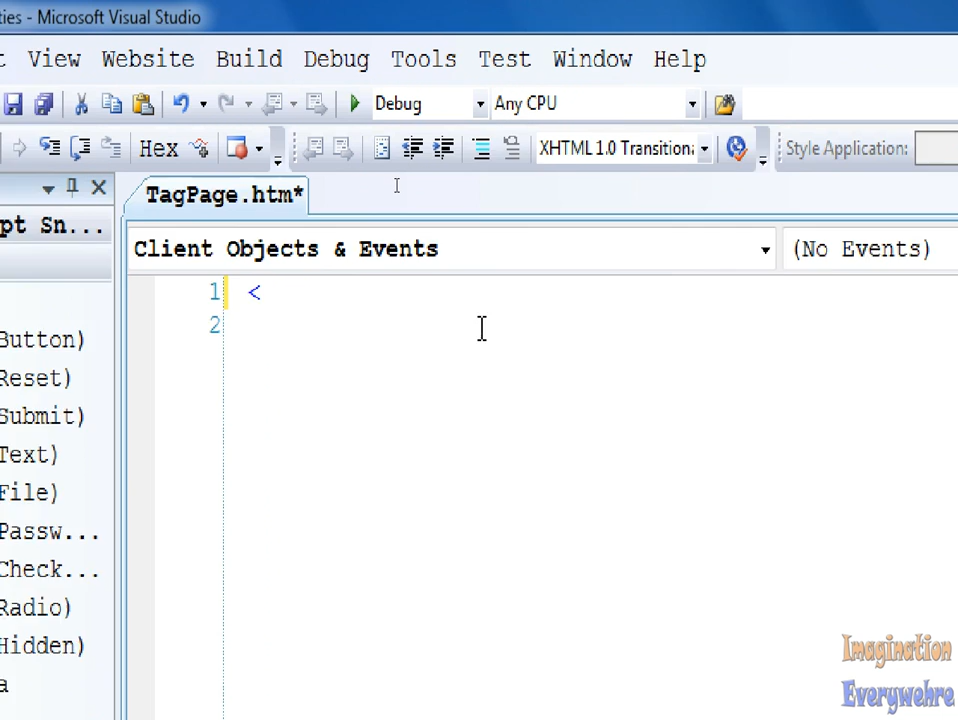 ties - Microsoft Visual Studio
t View Website Build Debug Tools Test Window Help
Debug Any CPU
Hex XHTML 1.0 Transition: Style Application:
TagPage.htm*
pt Sn...
Client Objects & Events (No Events)
1 <
2
Button)
Reset)
Submit)
Text)
File)
Passw...
Check...
Radio)
Hidden)
a
Imagination
Everywehre